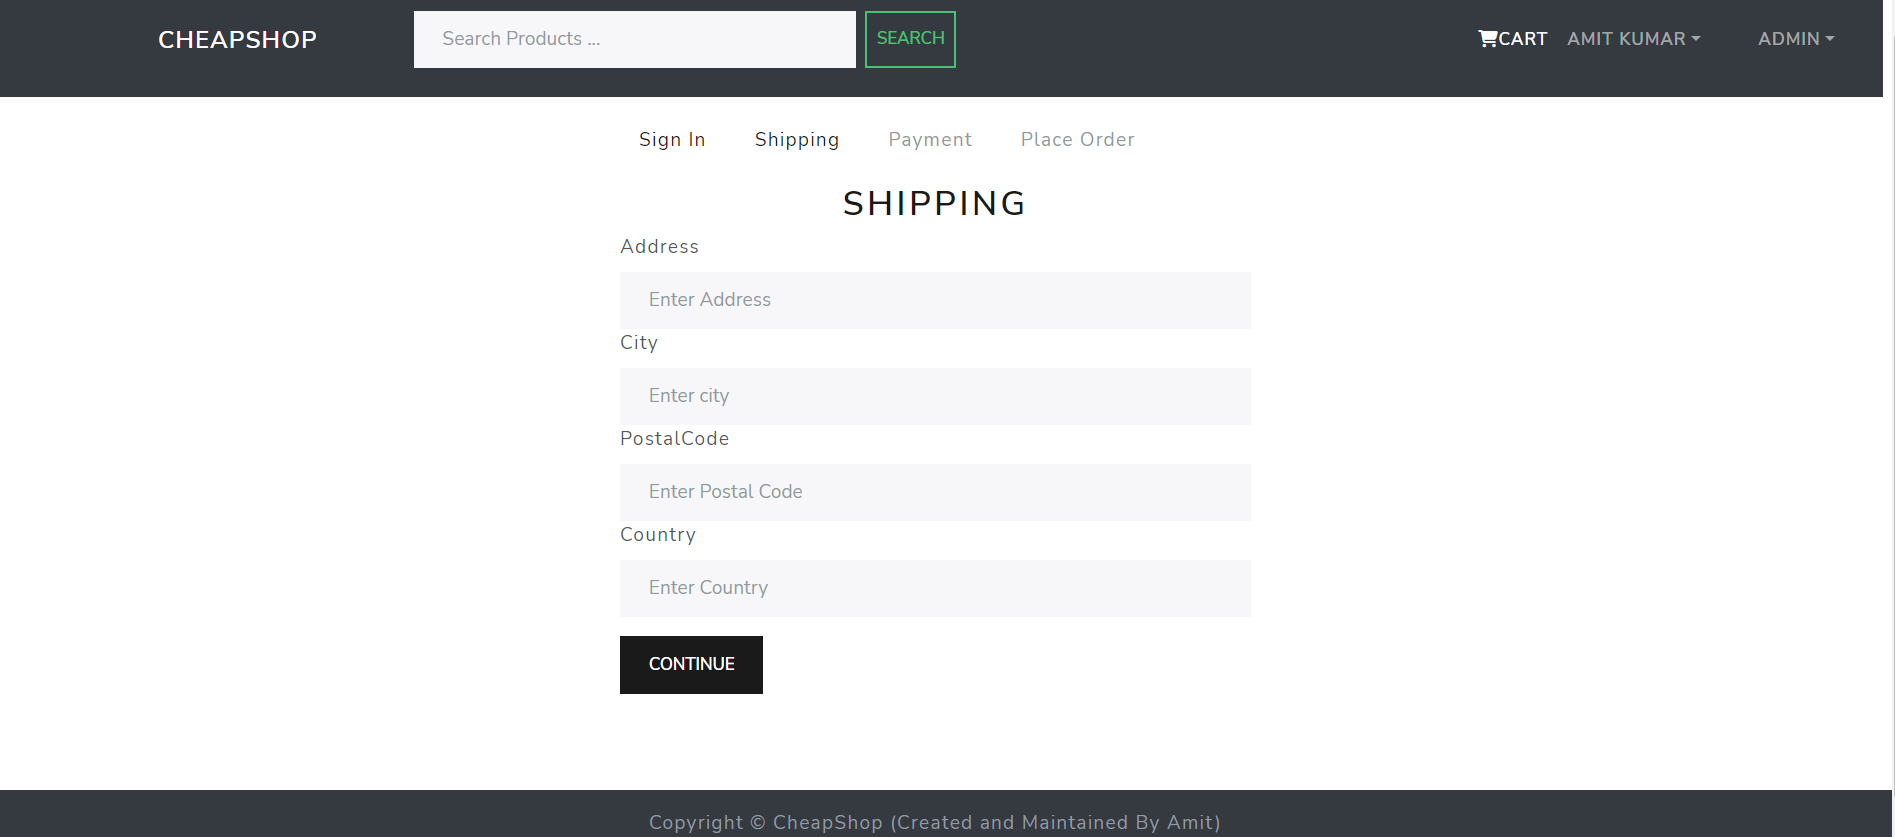 CHEAPSHOP Search Products ... SEARCH CART AMIT KUMAR ADMIN
Sign In Shipping Payment Place Order
SHIPPING
Address
Enter Address
City
Enter city
PostalCode
Enter Postal Code
Country
Enter Country
CONTINUE
Copyright © CheapShop (Created and Maintained By Amit)